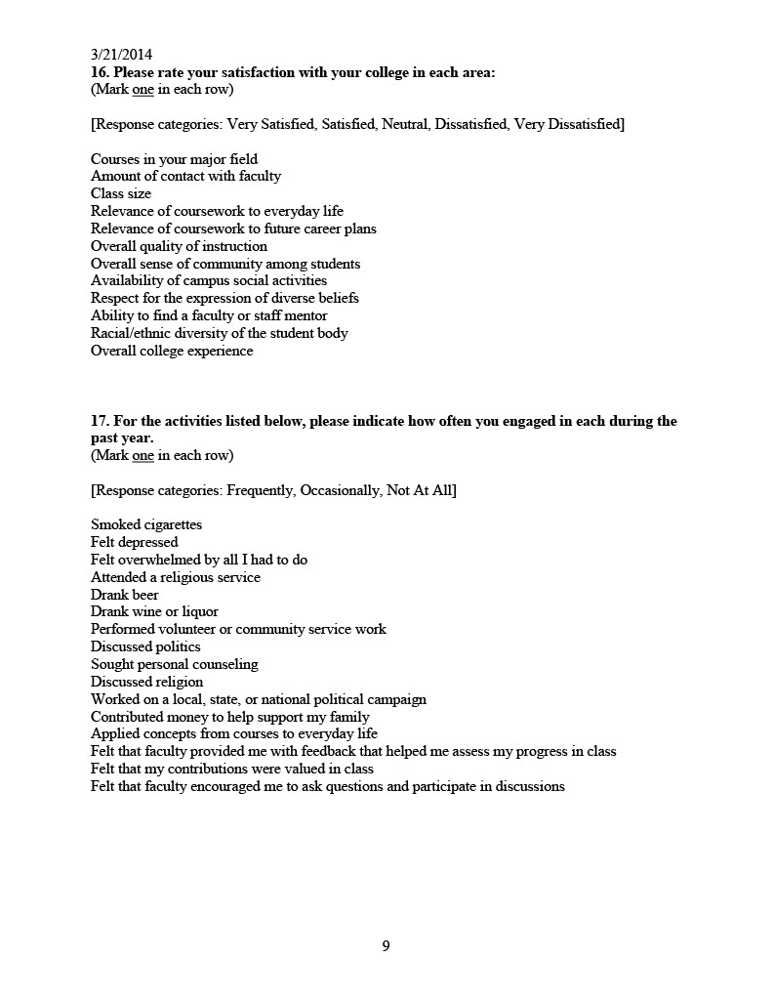 3/21/2014
16. Please rate your satisfaction with your college in each area:
(Mark one in each row)
[Response categories: Very Satisfied, Satisfied, Neutral, Dissatisfied, Very Dissatisfied]
Courses in your major field
Amount of contact with faculty
Class size
Relevance of coursework to everyday life
Relevance of coursework to future career plans
Overall quality of instruction
Overall sense of community among students
Availability of campus social activities
Respect for the expression of diverse beliefs
Ability to find a faculty or staff mentor
Racial/ethnic diversity of the student body
Overall college experience
17. For the activities listed below, please indicate how often you engaged in each during the
past year.
(Mark one in each row)
[Response categories: Frequently, Occasionally, Not At All]
Smoked cigarettes
Felt depressed
Felt overwhelmed by all I had to do
Attended a religious service
Drank beer
Drank wine or liquor
Performed volunteer or community service work
Discussed politics
Sought personal counseling
Discussed religion
Worked on a local, state, or national political campaign
Contributed money to help support my family
Applied concepts from courses to everyday life
Felt that faculty provided me with feedback that helped me assess my progress in class
Felt that my contributions were valued in class
Felt that faculty encouraged me to ask questions and participate in discussions
9